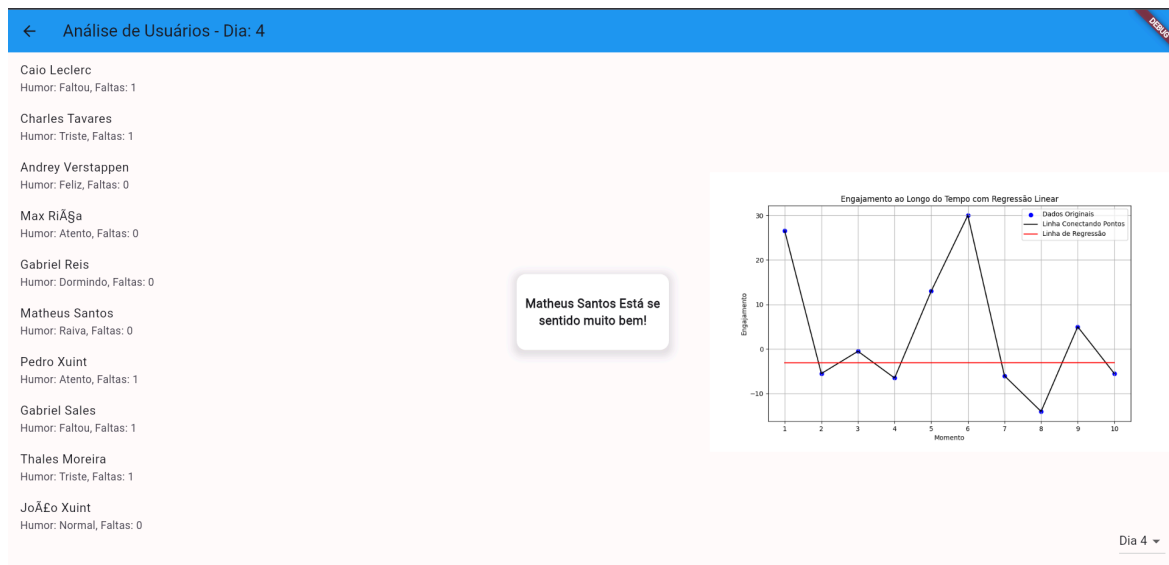 Análise de Usuários - Dia: 4
DEBUG
Caio Leclerc
Humor: Faltou, Faltas: 1
Charles Tavares
Humor: Triste, Faltas: 1
Andrey Verstappen
Humor: Feliz, Faltas: 0
Max RiÃ§a
Humor: Atento, Faltas: 0
Gabriel Reis
Humor: Dormindo, Faltas: 0
Matheus Santos
Humor: Raiva, Faltas: 0
Pedro Xuint
Humor: Atento, Faltas: 1
Gabriel Sales
Humor: Faltou, Faltas: 1
Thales Moreira
Humor: Triste, Faltas: 1
JoÃ£o Xuint
Humor: Normal, Faltas: 0
Matheus Santos Está se
sentido muito bem!
Engajamento ao Longo do Tempo com Regressão Linear
Dados Originais
Linha Conectando Pontos
Linha de Regressão
Engajamento
30
20
10
0
−10
1 2 3 4 5 6 7 8 9 10
Momento
Dia 4